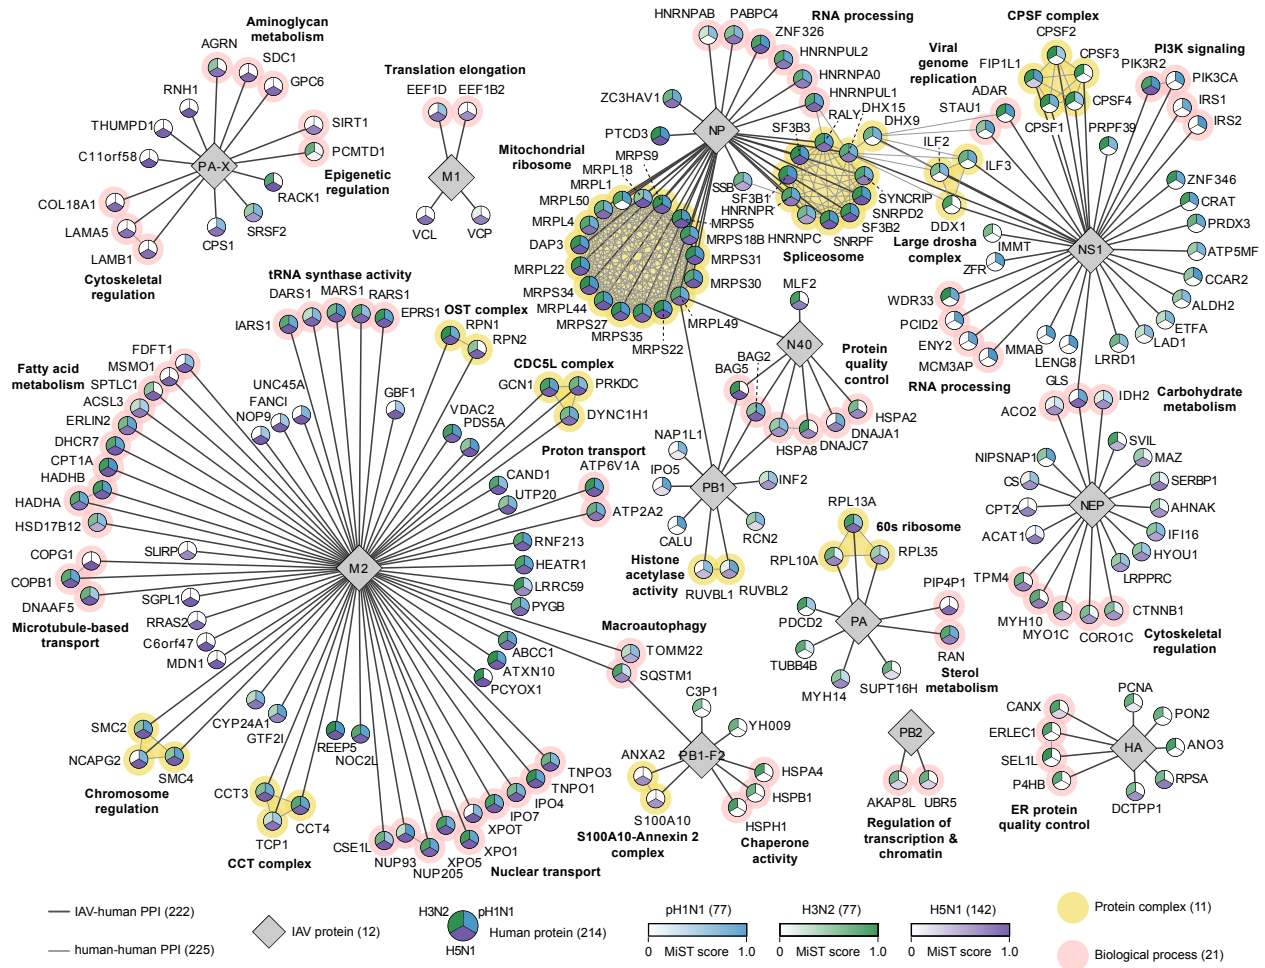 Aminoglycan
metabolism
AGRN
SDC1
GPC6
RNH1
THUMPD1
SIRT1
C11orf58
PA-X
PCMTD1
Epigenetic
regulation
RACK1
COL18A1
SRSF2
LAMA5
CPS1
LAMB1
Cytoskeletal
regulation
Translation elongation
EEF1D
EEF1B2
M1
VCL
VCP
HNRNPAB
PABPC4
RNA processing
ZNF326
HNRNPUL2
HNRNPA0
HNRNPUL1
ZC3HAV1
NP
RALY
DHX15
DHX9
PTCD3
SF3B3
Mitochondrial
ribosome
MRPS9
MRPL18
MRPL1
MRPL50
MRPL4
DAP3
MRPL22
MRPS34
MRPL44
MRPS27
MRPS35
MRPS22
MRPL49
MRPS30
MRPS31
MRPS18B
MRPS5
SSB
SF3B1
HNRNPR
HNRNPC
SNRPF
SF3B2
SNRPD2
SYNCRIP
Spliceosome
Viral
genome
replication
CPSF complex
CPSF2
CPSF3
FIP1L1
CPSF4
CPSF1
ADAR
STAU1
PI3K signaling
PIK3R2
PIK3CA
IRS1
IRS2
PRPF39
ILF2
ILF3
DDX1
Large drosha
complex
ZNF346
CRAT
PRDX3
NS1
ATP5MF
CCAR2
ALDH2
ETFA
LAD1
LRRD1
IMMT
ZFR
WDR33
PCID2
ENY2
MCM3AP
RNA processing
MMAB
LENG8
GLS
ACO2
IDH2
Carbohydrate
metabolism
SVIL
MAZ
NIPSNAP1
CS
SERBP1
CPT2
NEP
AHNAK
ACAT1
IFI16
HYOU1
LRPPRC
TPM4
MYH10
MYO1C
CORO1C
CTNNB1
Cytoskeletal
regulation
MLF2
N40
Protein
quality
control
BAG2
BAG5
HSPA2
DNAJA1
DNAJC7
HSPA8
NAP1L1
IPO5
PB1
INF2
CALU
RCN2
Histone
acetylase
activity
RUVBL1
RUVBL2
tRNA synthase activity
MARS1
DARS1
RARS1
IARS1
EPRS1
OST complex
RPN1
RPN2
CDC5L complex
GCN1
PRKDC
DYNC1H1
FDFT1
Fatty acid
metabolism
MSMO1
SPTLC1
ACSL3
ERLIN2
DHCR7
CPT1A
HADHB
HADHA
HSD17B12
UNC45A
FANCI
NOP9
GBF1
VDAC2
PDS5A
Proton transport
ATP6V1A
CAND1
UTP20
ATP2A2
RNF213
HEATR1
LRRC59
PYGB
M2
SLIRP
COPG1
COPB1
DNAAF5
Microtubule-based
transport
SGPL1
RRAS2
C6orf47
MDN1
ABCC1
ATXN10
PCYOX1
SMC2
NCAPG2
SMC4
Chromosome
regulation
CYP24A1
GTF2I
REEP5
NOC2L
CCT3
CCT4
TCP1
CCT complex
CSE1L
NUP93
NUP205
XPO5
XPO1
XPOT
IPO7
IPO4
TNPO1
TNPO3
Nuclear transport
Macroautophagy
TOMM22
SQSTM1
C3P1
YH009
ANXA2
PB1-F2
S100A10
S100A10-Annexin 2
complex
HSPA4
HSPB1
HSPH1
Chaperone
activity
RPL13A
60s ribosome
RPL10A
RPL35
PIP4P1
PDCD2
PA
TUBB4B
RAN
Sterol
metabolism
MYH14
SUPT16H
PB2
AKAP8L
UBR5
Regulation of
transcription &
chromatin
PCNA
CANX
PON2
ERLEC1
HA
ANO3
SEL1L
P4HB
RPSA
DCTPP1
ER protein
quality control
IAV-human PPI (222)
human-human PPI (225)
IAV protein (12)
H3N2
pH1N1
H5N1
Human protein (214)
pH1N1 (77)
0 MiST score 1.0
H3N2 (77)
0 MiST score 1.0
H5N1 (142)
0 MiST score 1.0
Protein complex (11)
Biological process (21)